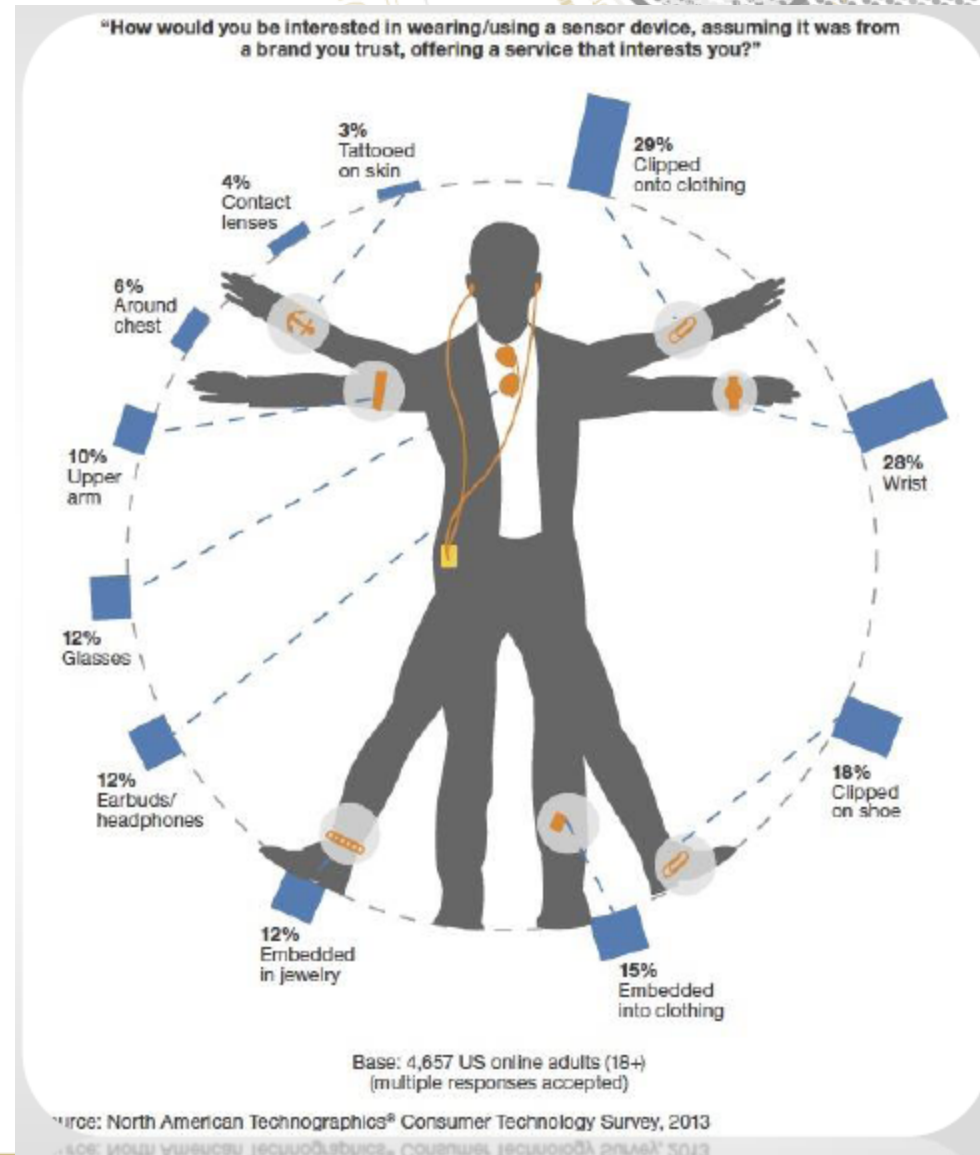 “How would you be interested in wearing/using a sensor device, assuming it was from
a brand you trust, offering a service that interests you?”
3%
Tattooed
on skin
29%
Clipped
onto clothing
4%
Contact
lenses
6%
Around
chest
10%
Upper
arm
28%
Wrist
12%
Glasses
12%
Earbuds/
headphones
18%
Clipped
on shoe
12%
Embedded
in jewelry
15%
Embedded
into clothing
Base: 4,657 US online adults (18+)
(multiple responses accepted)
urce: North American Technographics® Consumer Technology Survey, 2013